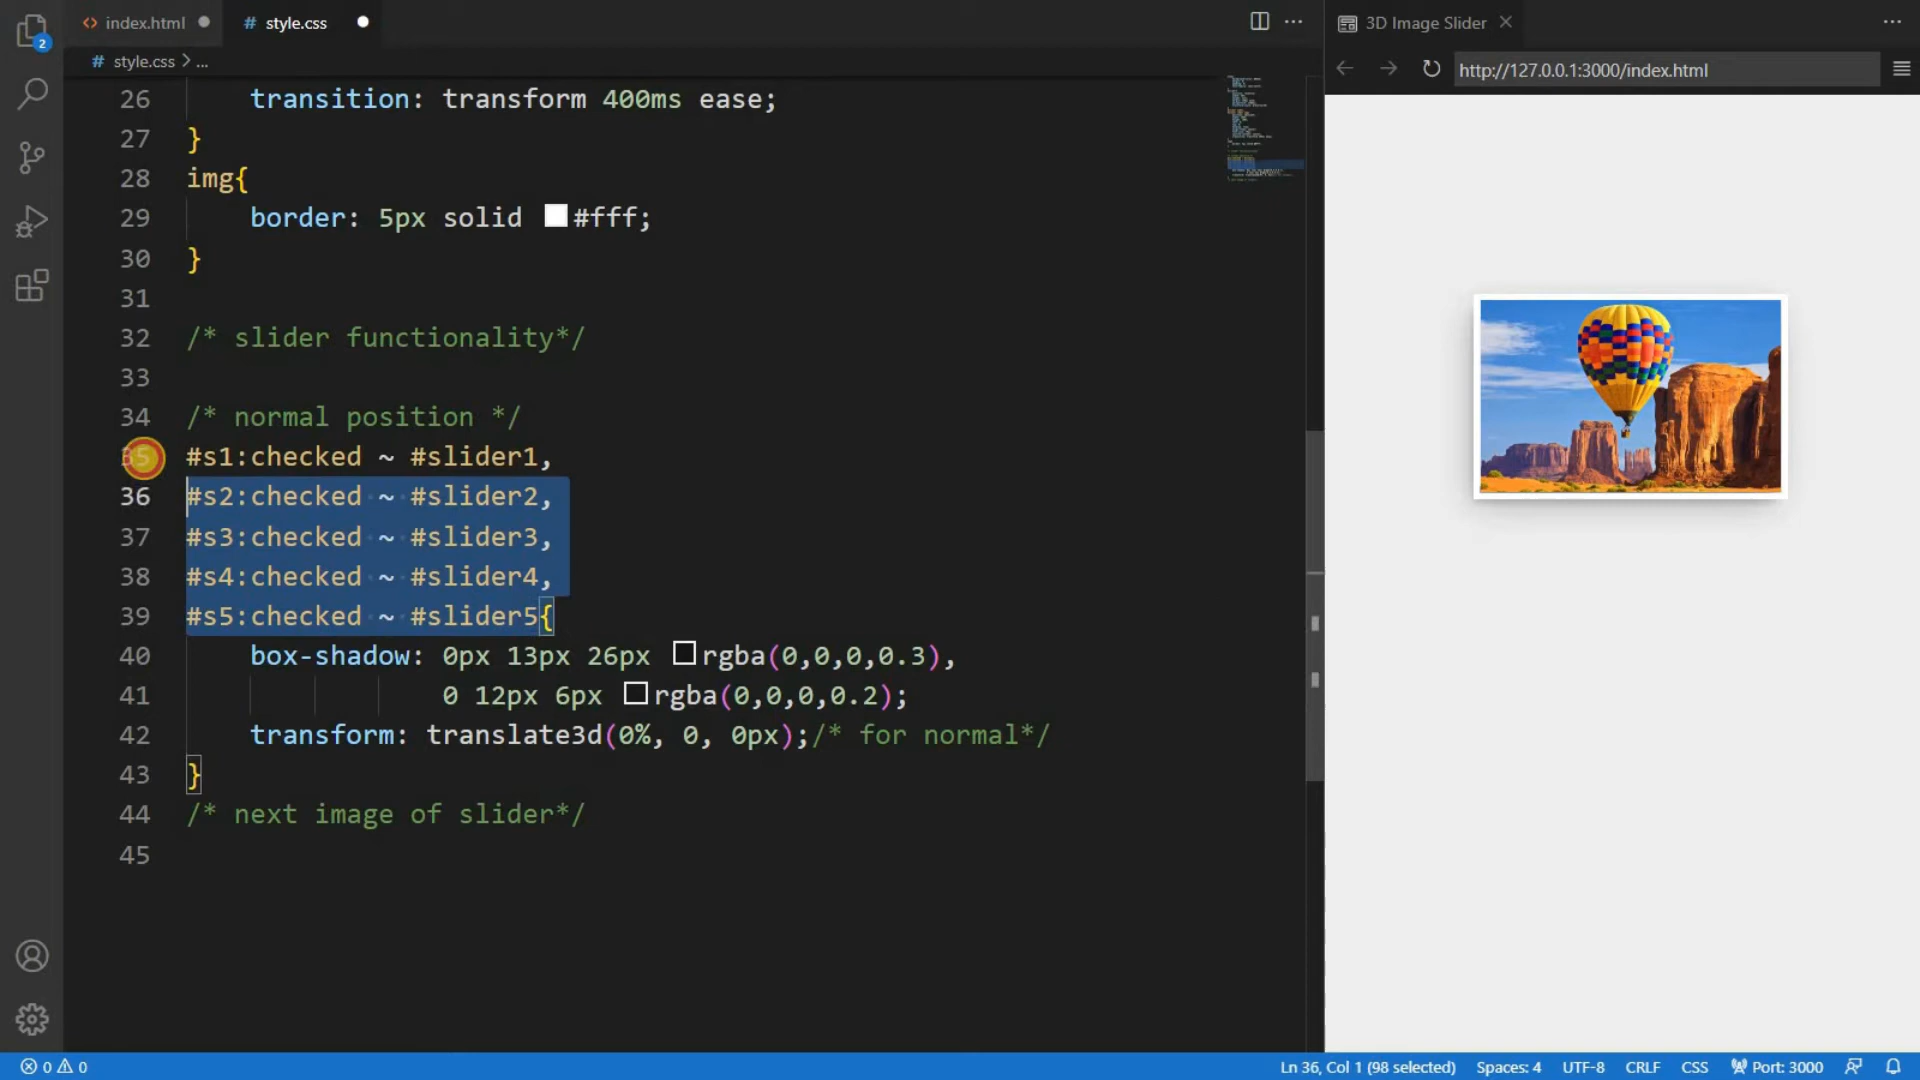 index.html
# style.css
3D Image Slider
# style.css > ...
http://127.0.0.1:3000/index.html
2
26 transition: transform 400ms ease;
27 }
28 img{
29 border: 5px solid #fff;
30 }
31
32 /* slider functionality*/
33
34 /* normal position */
35 #s1:checked ~ #slider1,
36 #s2:checked ~ #slider2,
37 #s3:checked ~ #slider3,
38 #s4:checked ~ #slider4,
39 #s5:checked ~ #slider5{
40 box-shadow: 0px 13px 26px rgba(0,0,0,0.3),
41 0 12px 6px rgba(0,0,0,0.2);
42 transform: translate3d(0%, 0, 0px);/* for normal*/
43 }
44 /* next image of slider*/
45
0 0 Ln 36, Col 1 (98 selected) Spaces: 4 UTF-8 CRLF CSS Port: 3000